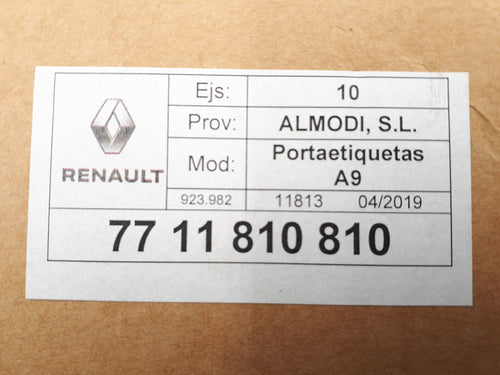 Ejs: 10
Prov: ALMODI, S.L.
Mod: Portaetiquetas
A9
RENAULT
923.982 11813 04/2019
77 11 810 810